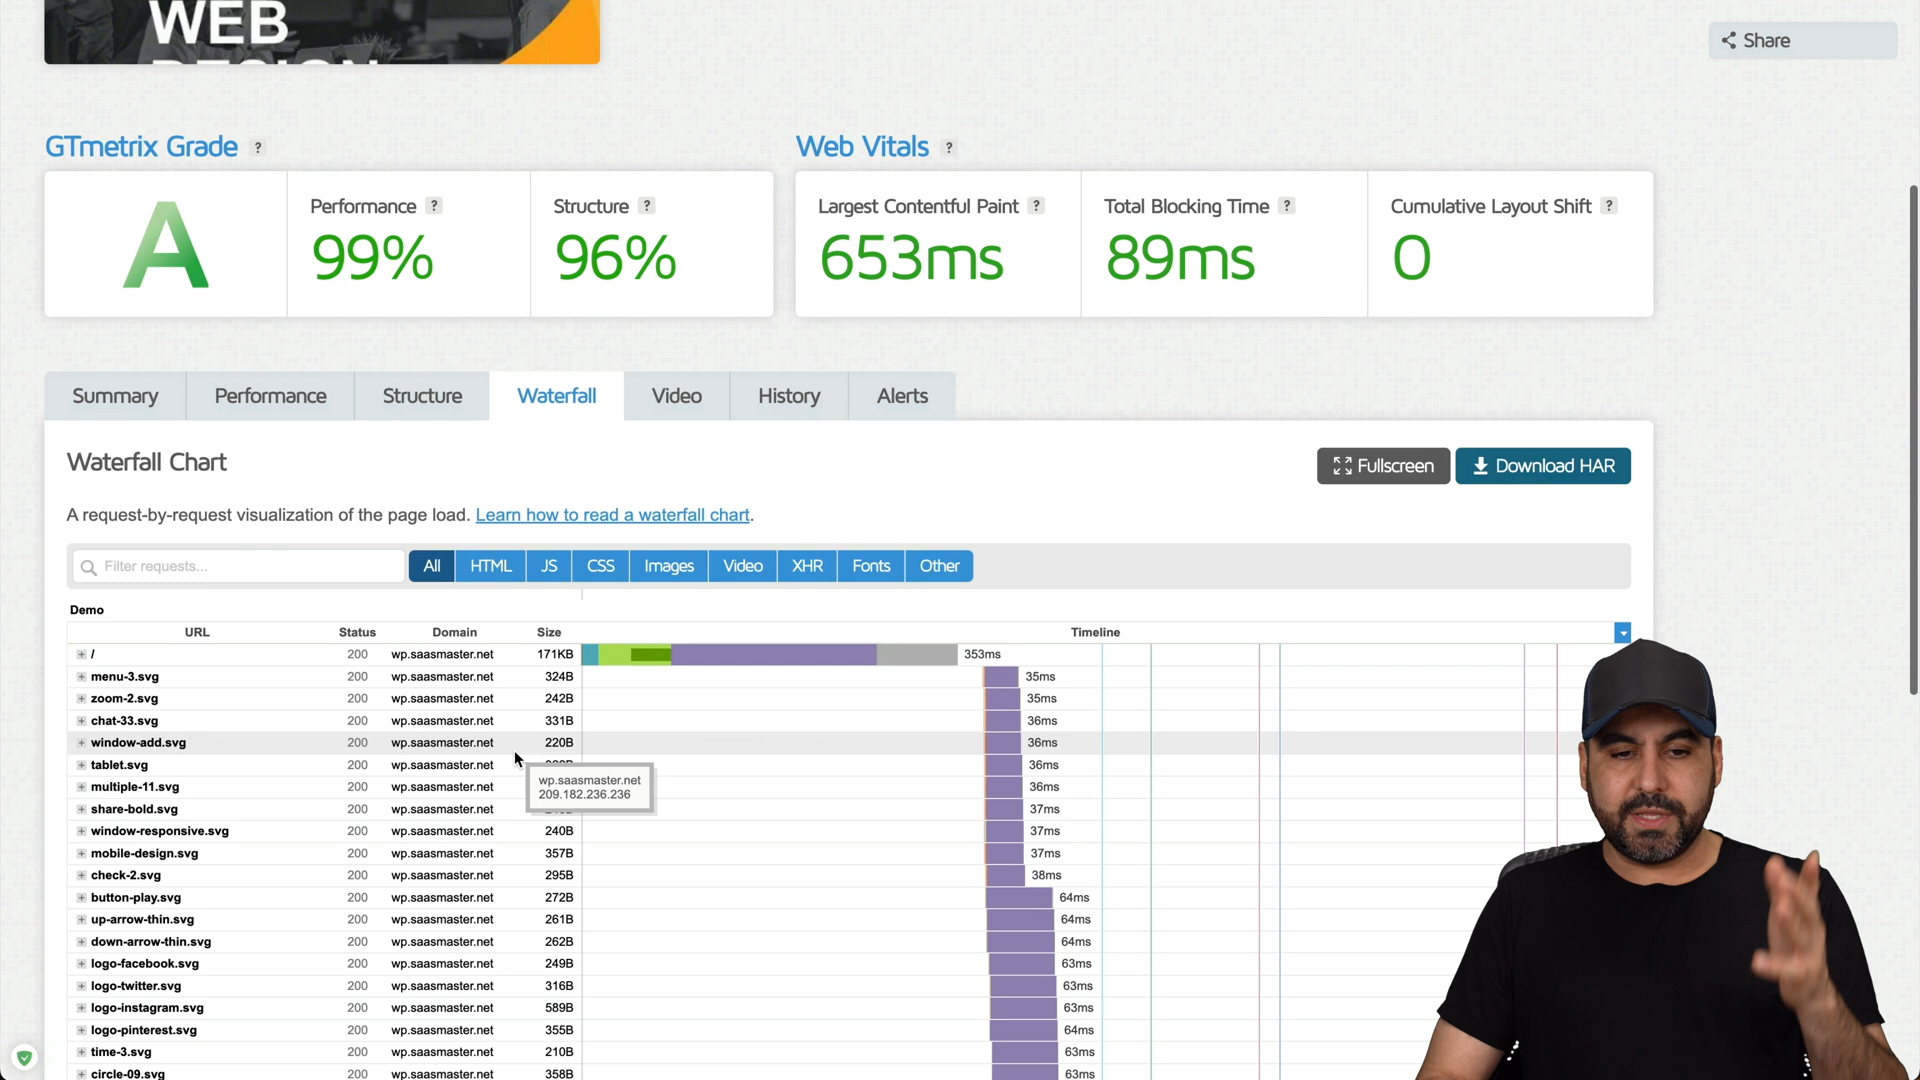 WEB
DESIGN
Share
GTmetrix Grade ?
Web Vitals ?
A
Performance ?
99%
Structure ?
96%
Largest Contentful Paint ?
653ms
Total Blocking Time ?
89ms
Cumulative Layout Shift ?
0
Summary Performance Structure Waterfall Video History Alerts
Waterfall Chart
Fullscreen Download HAR
A request-by-request visualization of the page load. Learn how to read a waterfall chart.
Filter requests... All HTML JS CSS Images Video XHR Fonts Other
Demo
URL Status Domain Size Timeline
/ 200 wp.saasmaster.net 171KB 353ms
menu-3.svg 200 wp.saasmaster.net 324B 35ms
zoom-2.svg 200 wp.saasmaster.net 242B 35ms
chat-33.svg 200 wp.saasmaster.net 331B 36ms
window-add.svg 200 wp.saasmaster.net 220B 36ms
tablet.svg 200 wp.saasmaster.net 36ms
multiple-11.svg 200 wp.saasmaster.net 36ms
share-bold.svg 200 wp.saasmaster.net 37ms
wp.saasmaster.net
209.182.236.236
window-responsive.svg 200 wp.saasmaster.net 240B 37ms
mobile-design.svg 200 wp.saasmaster.net 357B 37ms
check-2.svg 200 wp.saasmaster.net 295B 38ms
button-play.svg 200 wp.saasmaster.net 272B 64ms
up-arrow-thin.svg 200 wp.saasmaster.net 261B 64ms
down-arrow-thin.svg 200 wp.saasmaster.net 262B 64ms
logo-facebook.svg 200 wp.saasmaster.net 249B 63ms
logo-twitter.svg 200 wp.saasmaster.net 316B 63ms
logo-instagram.svg 200 wp.saasmaster.net 589B 63ms
logo-pinterest.svg 200 wp.saasmaster.net 355B 64ms
time-3.svg 200 wp.saasmaster.net 210B 63ms
circle-09.svg 200 wp.saasmaster.net 358B 63ms